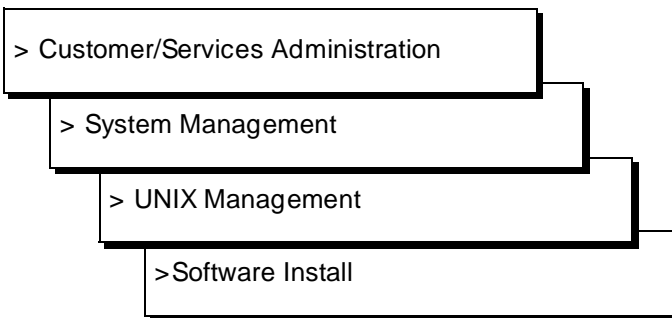 > Customer/Services Administration
> System Management
> UNIX Management
>Software Install